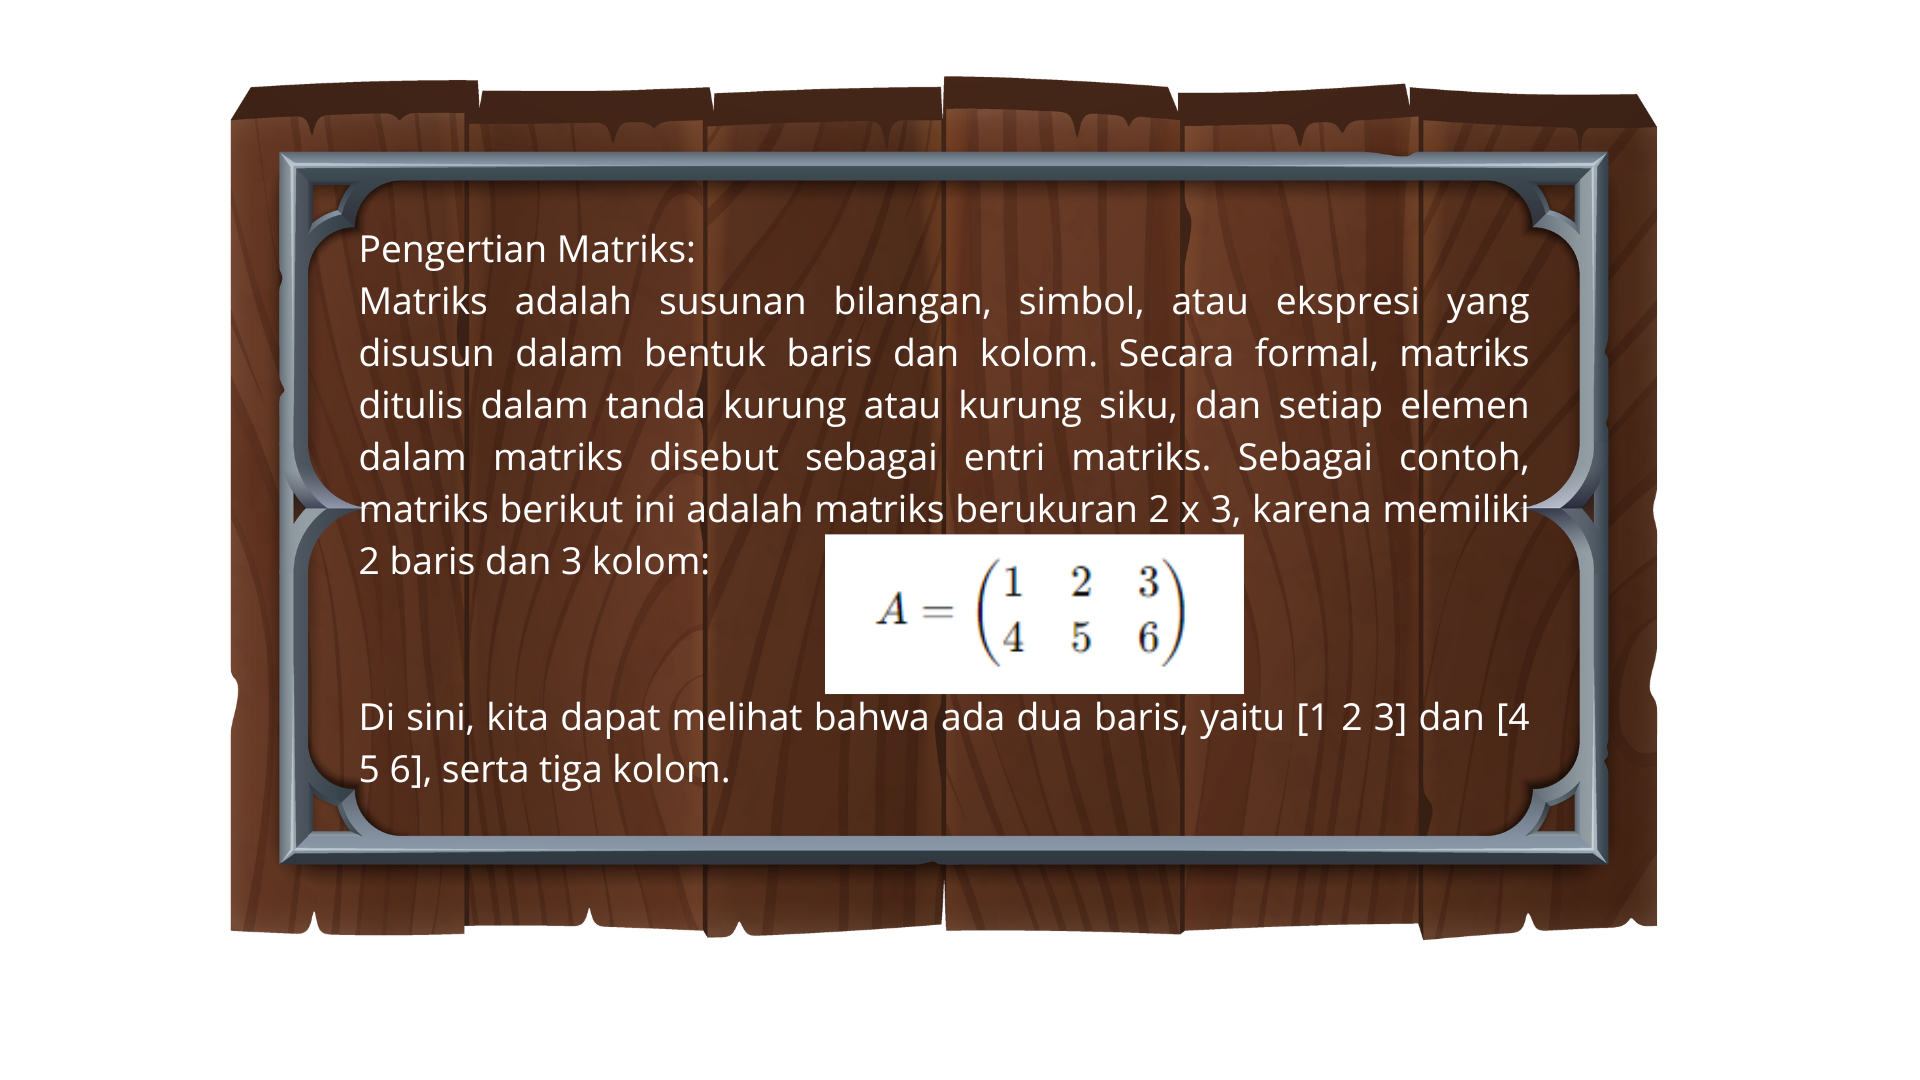 Pengertian Matriks:
Matriks adalah susunan bilangan, simbol, atau ekspresi yang
disusun dalam bentuk baris dan kolom. Secara formal, matriks
ditulis dalam tanda kurung atau kurung siku, dan setiap elemen
dalam matriks disebut sebagai entri matriks. Sebagai contoh,
matriks berikut ini adalah matriks berukuran 2 x 3, karena memiliki
2 baris dan 3 kolom:
A = (1 2 3
4 5 6)
Di sini, kita dapat melihat bahwa ada dua baris, yaitu [1 2 3] dan [4
5 6], serta tiga kolom.